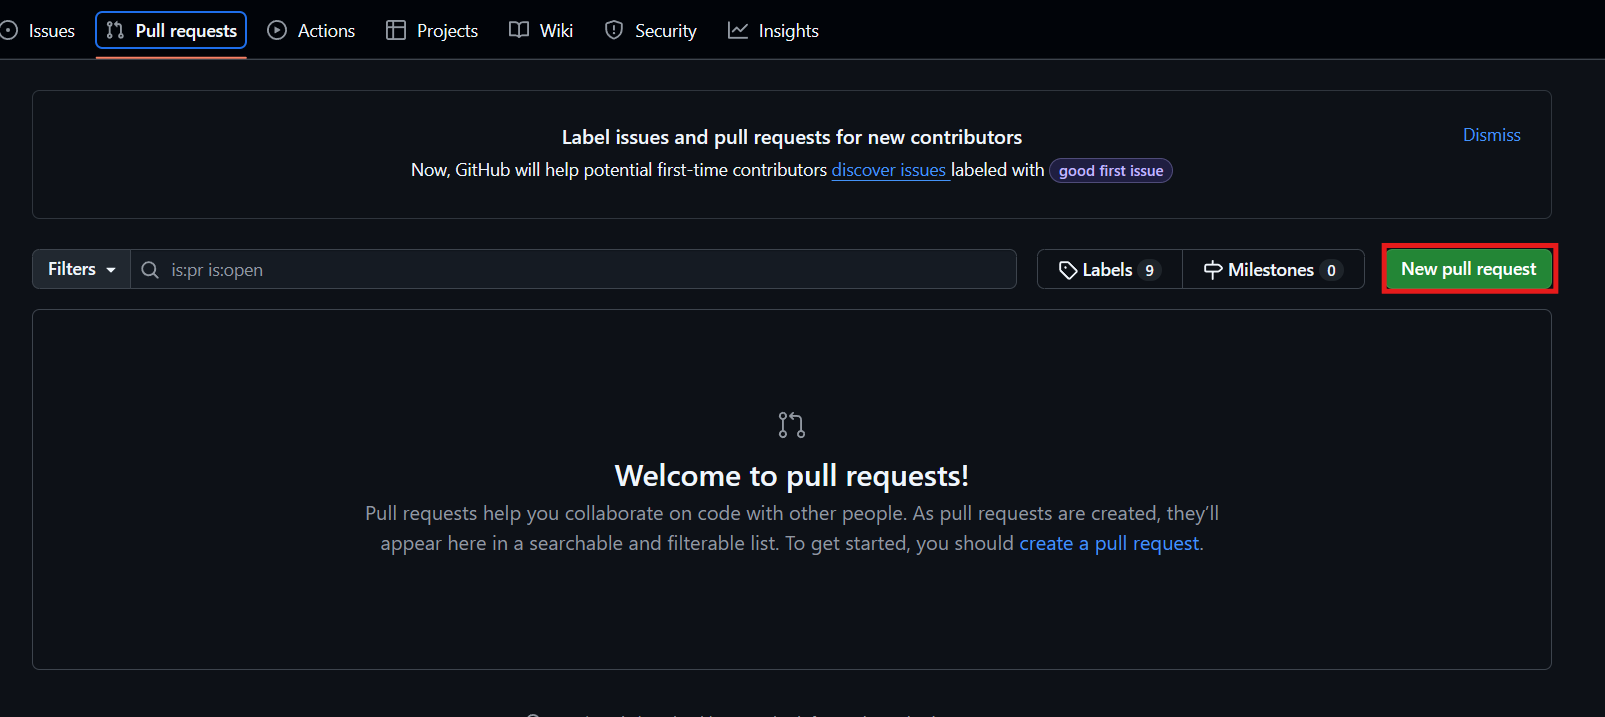 Issues Pull requests Actions Projects Wiki Security Insights
Label issues and pull requests for new contributors
Dismiss
Now, GitHub will help potential first-time contributors discover issues labeled with good first issue
Filters is:pr is:open Labels 9 Milestones 0 New pull request
Welcome to pull requests!
Pull requests help you collaborate on code with other people. As pull requests are created, they’ll
appear here in a searchable and filterable list. To get started, you should create a pull request.